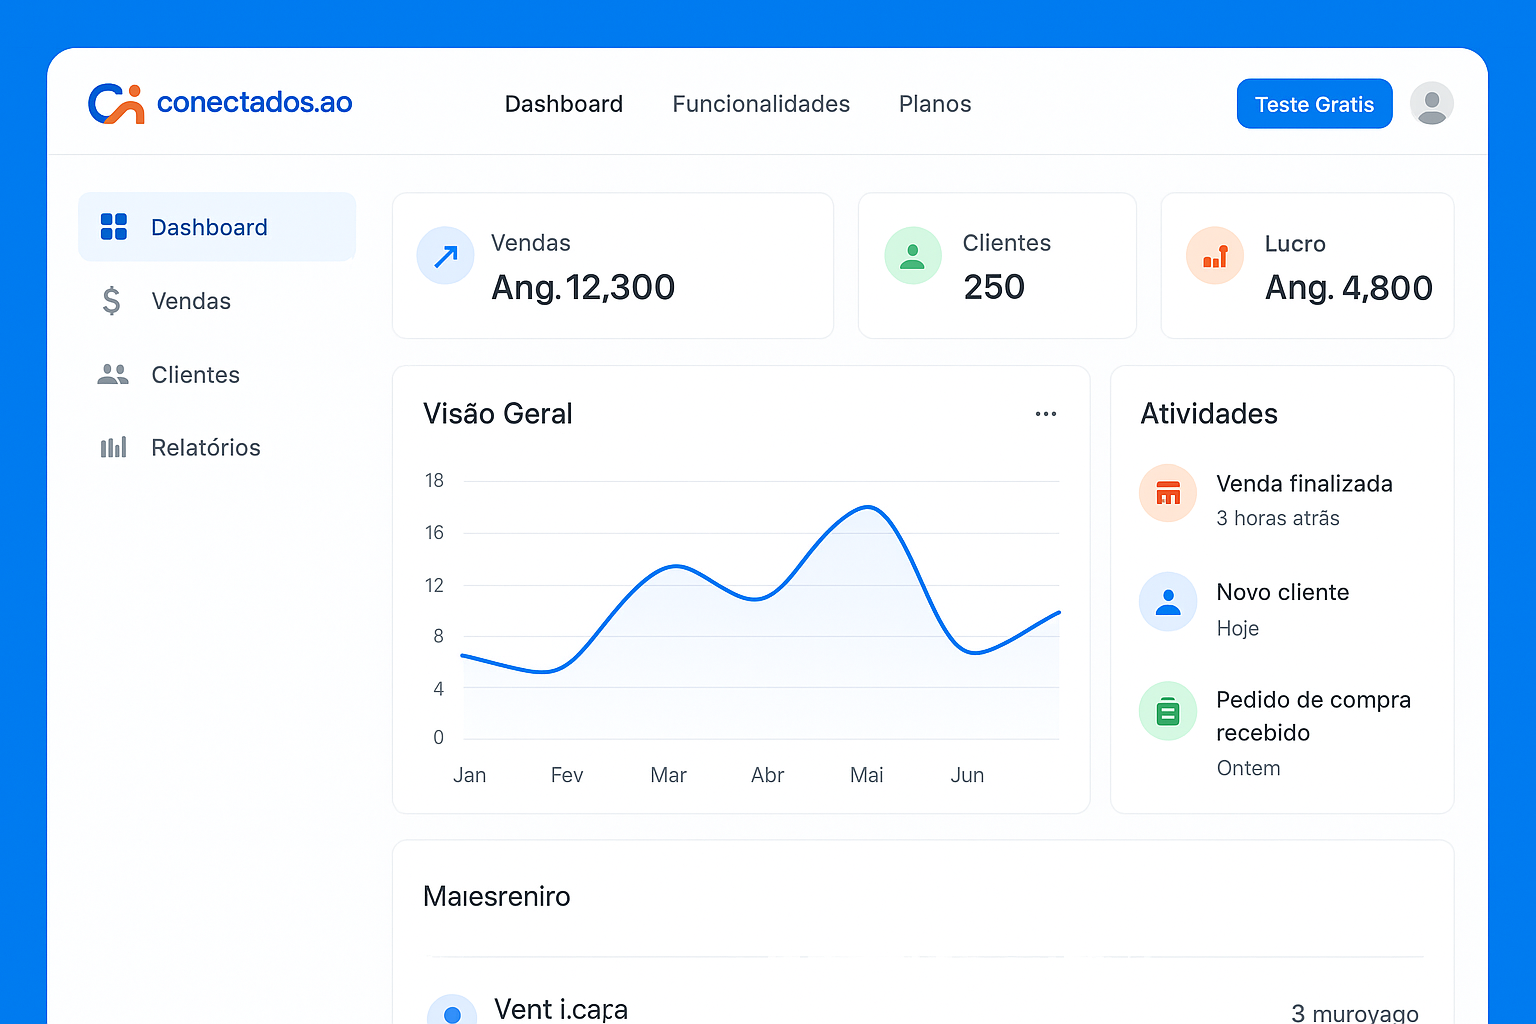 conectados.ao
Dashboard
Funcionalidades
Planos
Teste Gratis
Dashboard
Vendas
Clientes
Relatórios
Vendas
Ang. 12,300
Clientes
250
Lucro
Ang. 4,800
Visão Geral
18
16
12
8
4
0
Jan Fev Mar Abr Mai Jun
Atividades
Venda finalizada
3 horas atrãs
Novo cliente
Hoje
Pedido de compra
recebido
Ontem
Maıesreniro
Vent
3 muroyago